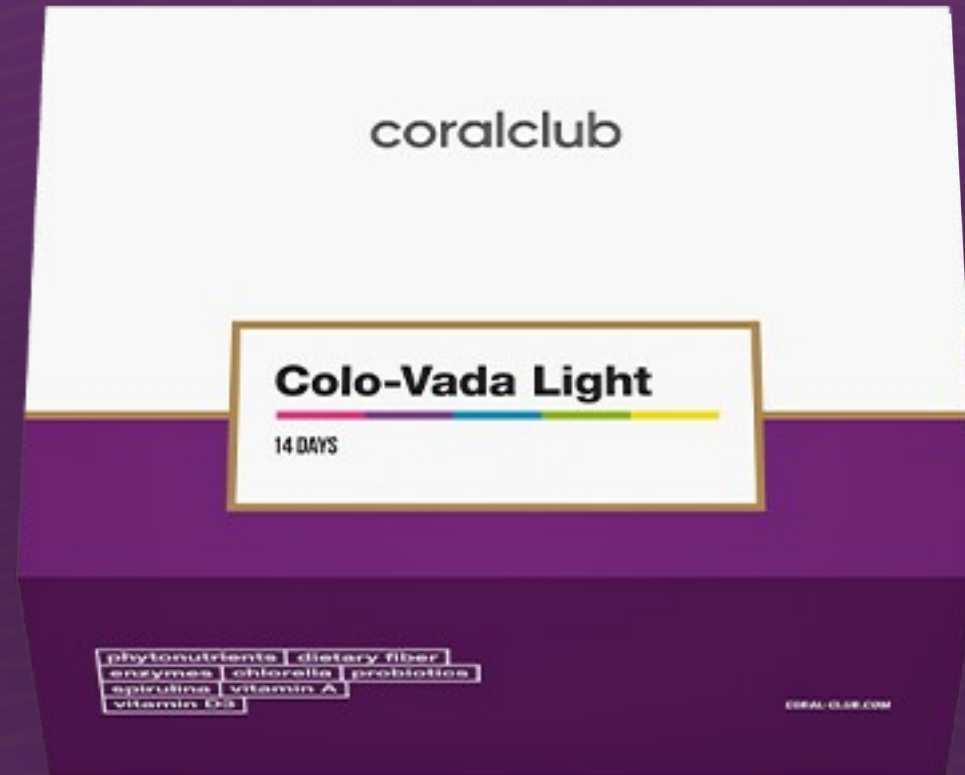 coralclub
Colo-Vada Light
14 DAYS
phytonutrients dietary fiber
enzymes chlorella probiotics
spirulina vitamin A
vitamin D3
CORAL-CLUB.COM